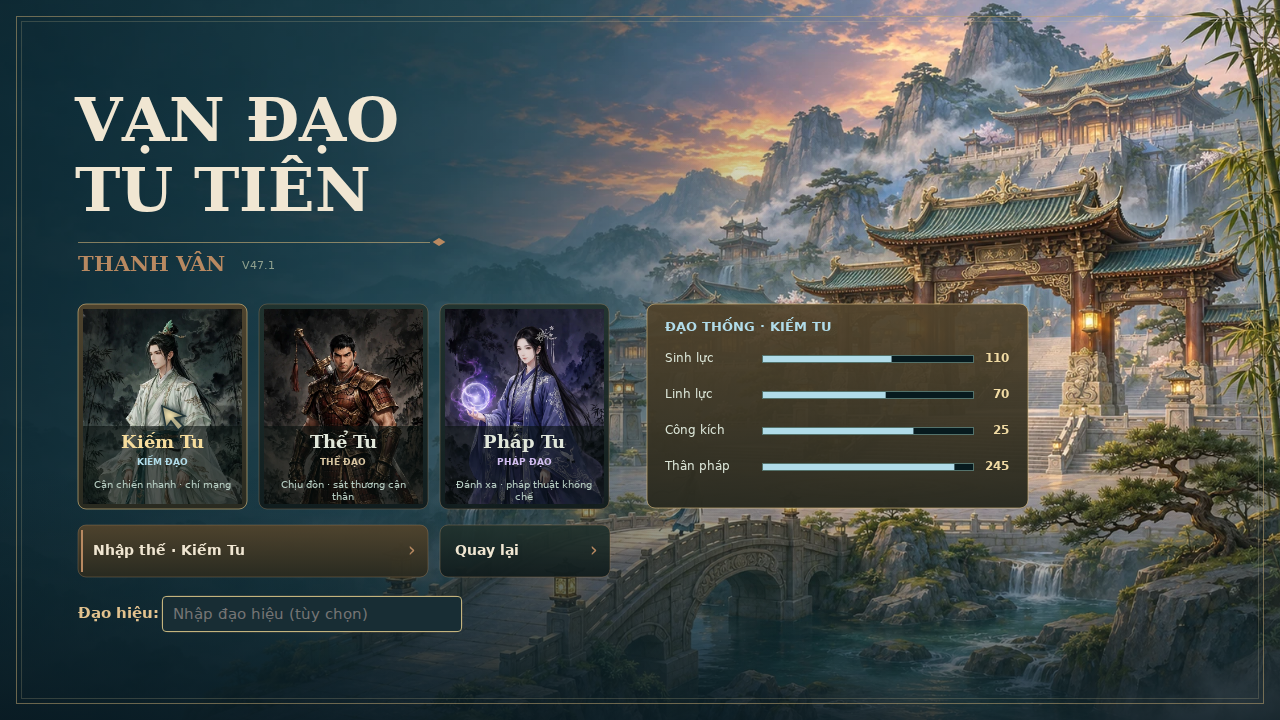 VẠN ĐẠO
TU TIÊN
THANH VÂN V47.1
Kiếm Tu
KIẾM ĐẠO
Cận chiến nhanh · chí mạng
Thể Tu
THỂ ĐẠO
Chịu đòn · sát thương cận
thân
Pháp Tu
PHÁP ĐẠO
Đánh xa · pháp thuật khống
chế
ĐẠO THỐNG · KIẾM TU
Sinh lực 110
Linh lực 70
Công kích 25
Thân pháp 245
Nhập thế · Kiếm Tu ›
Quay lại ›
Đạo hiệu: Nhập đạo hiệu (tùy chọn)